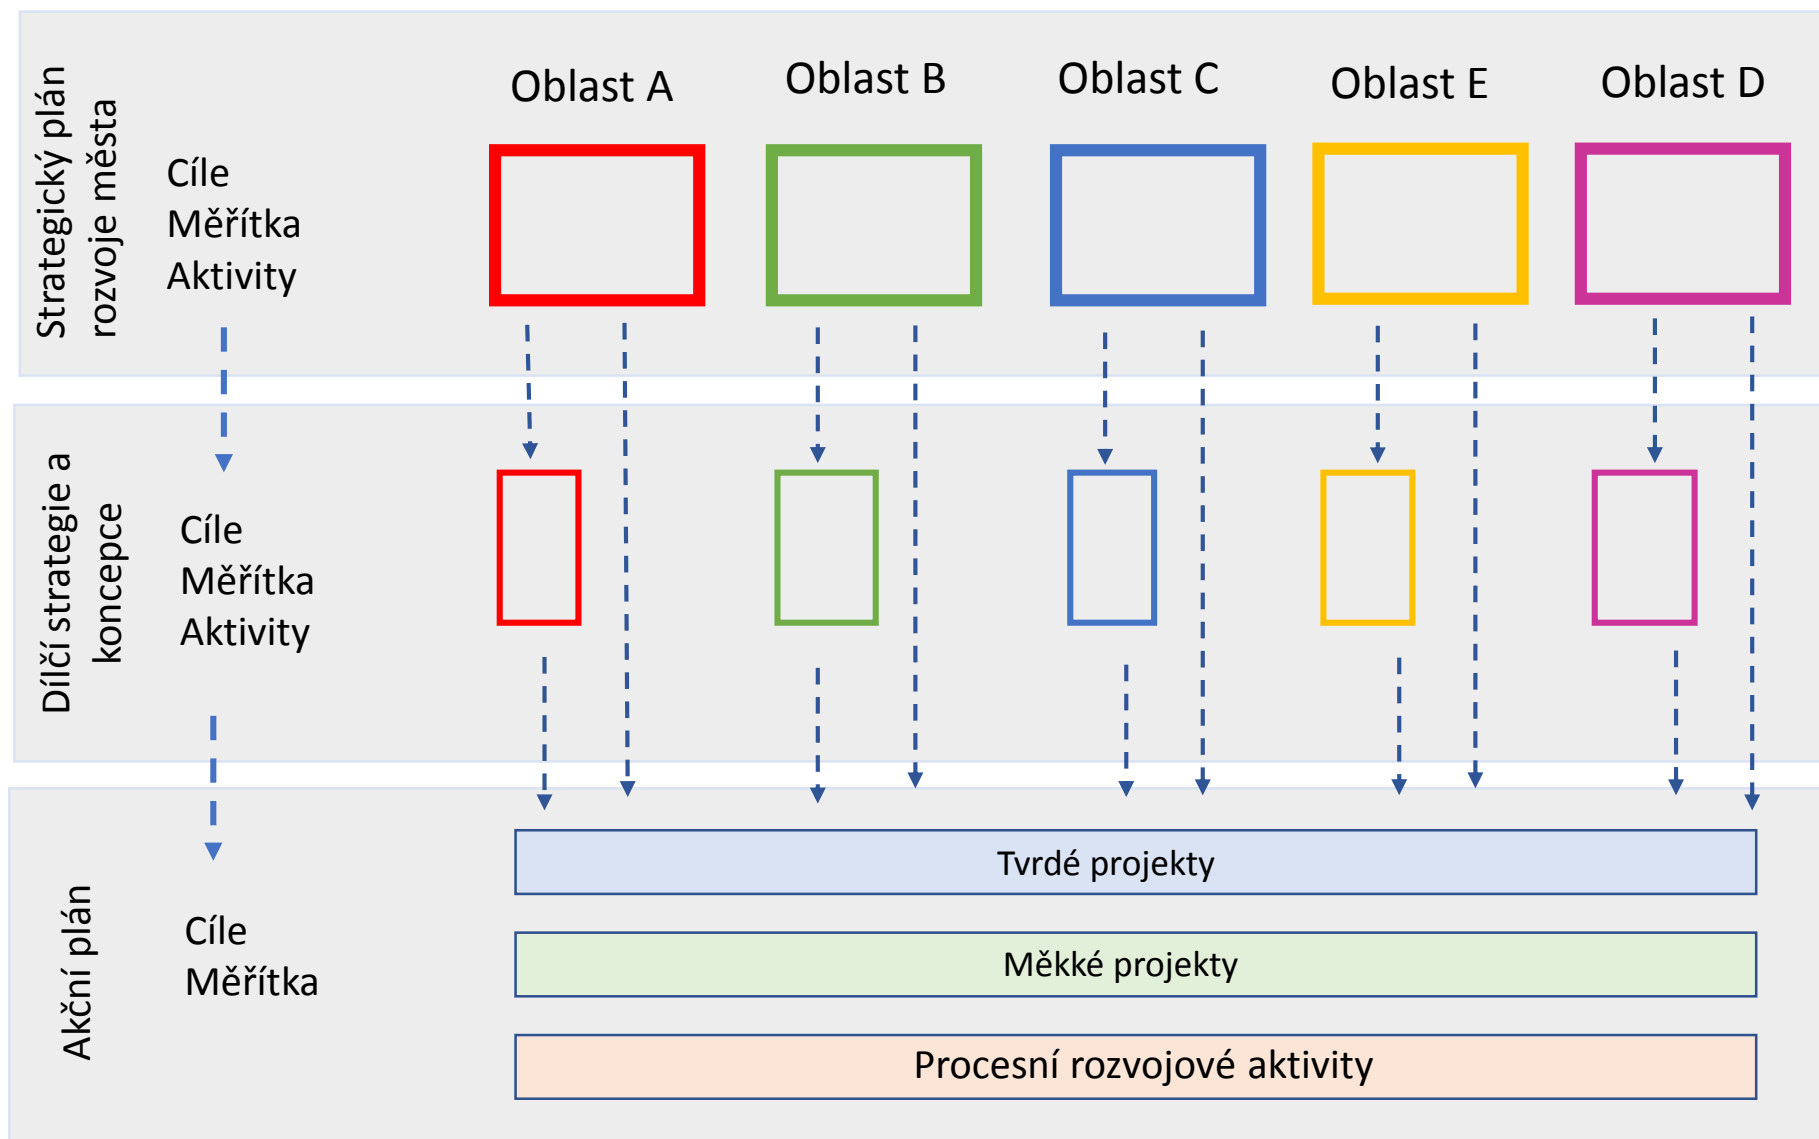 Strategický plán
rozvoje města
Oblast A
Oblast B
Oblast C
Oblast E
Oblast D
Cíle
Měřítka
Aktivity
Dílčí strategie a
koncepce
Cíle
Měřítka
Aktivity
Akční plán
Cíle
Měřítka
Tvrdé projekty
Měkké projekty
Procesní rozvojové aktivity